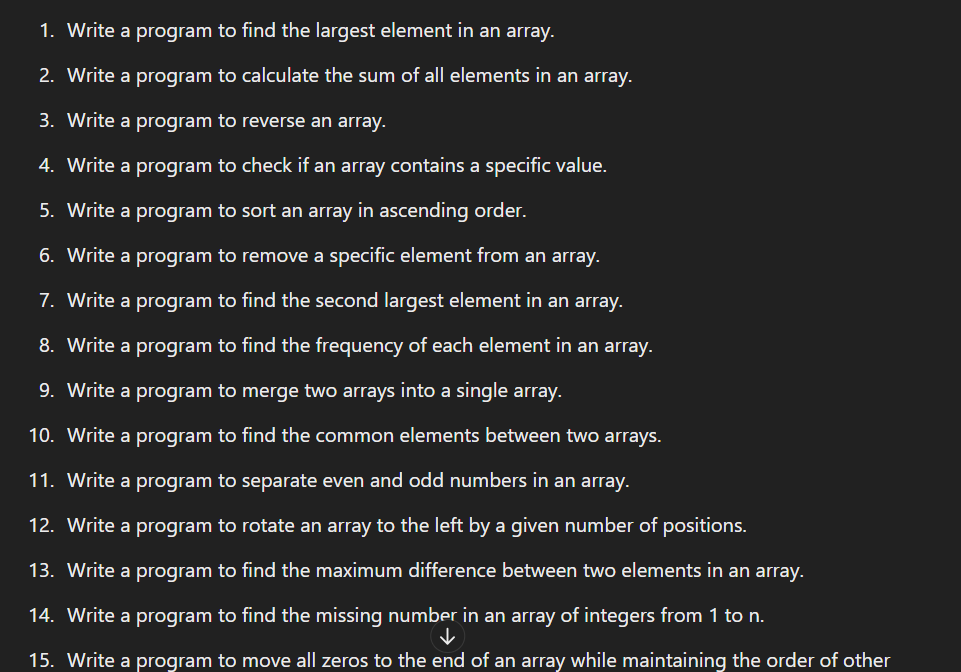 1. Write a program to find the largest element in an array.
2. Write a program to calculate the sum of all elements in an array.
3. Write a program to reverse an array.
4. Write a program to check if an array contains a specific value.
5. Write a program to sort an array in ascending order.
6. Write a program to remove a specific element from an array.
7. Write a program to find the second largest element in an array.
8. Write a program to find the frequency of each element in an array.
9. Write a program to merge two arrays into a single array.
10. Write a program to find the common elements between two arrays.
11. Write a program to separate even and odd numbers in an array.
12. Write a program to rotate an array to the left by a given number of positions.
13. Write a program to find the maximum difference between two elements in an array.
14. Write a program to find the missing number in an array of integers from 1 to n.
15. Write a program to move all zeros to the end of an array while maintaining the order of other